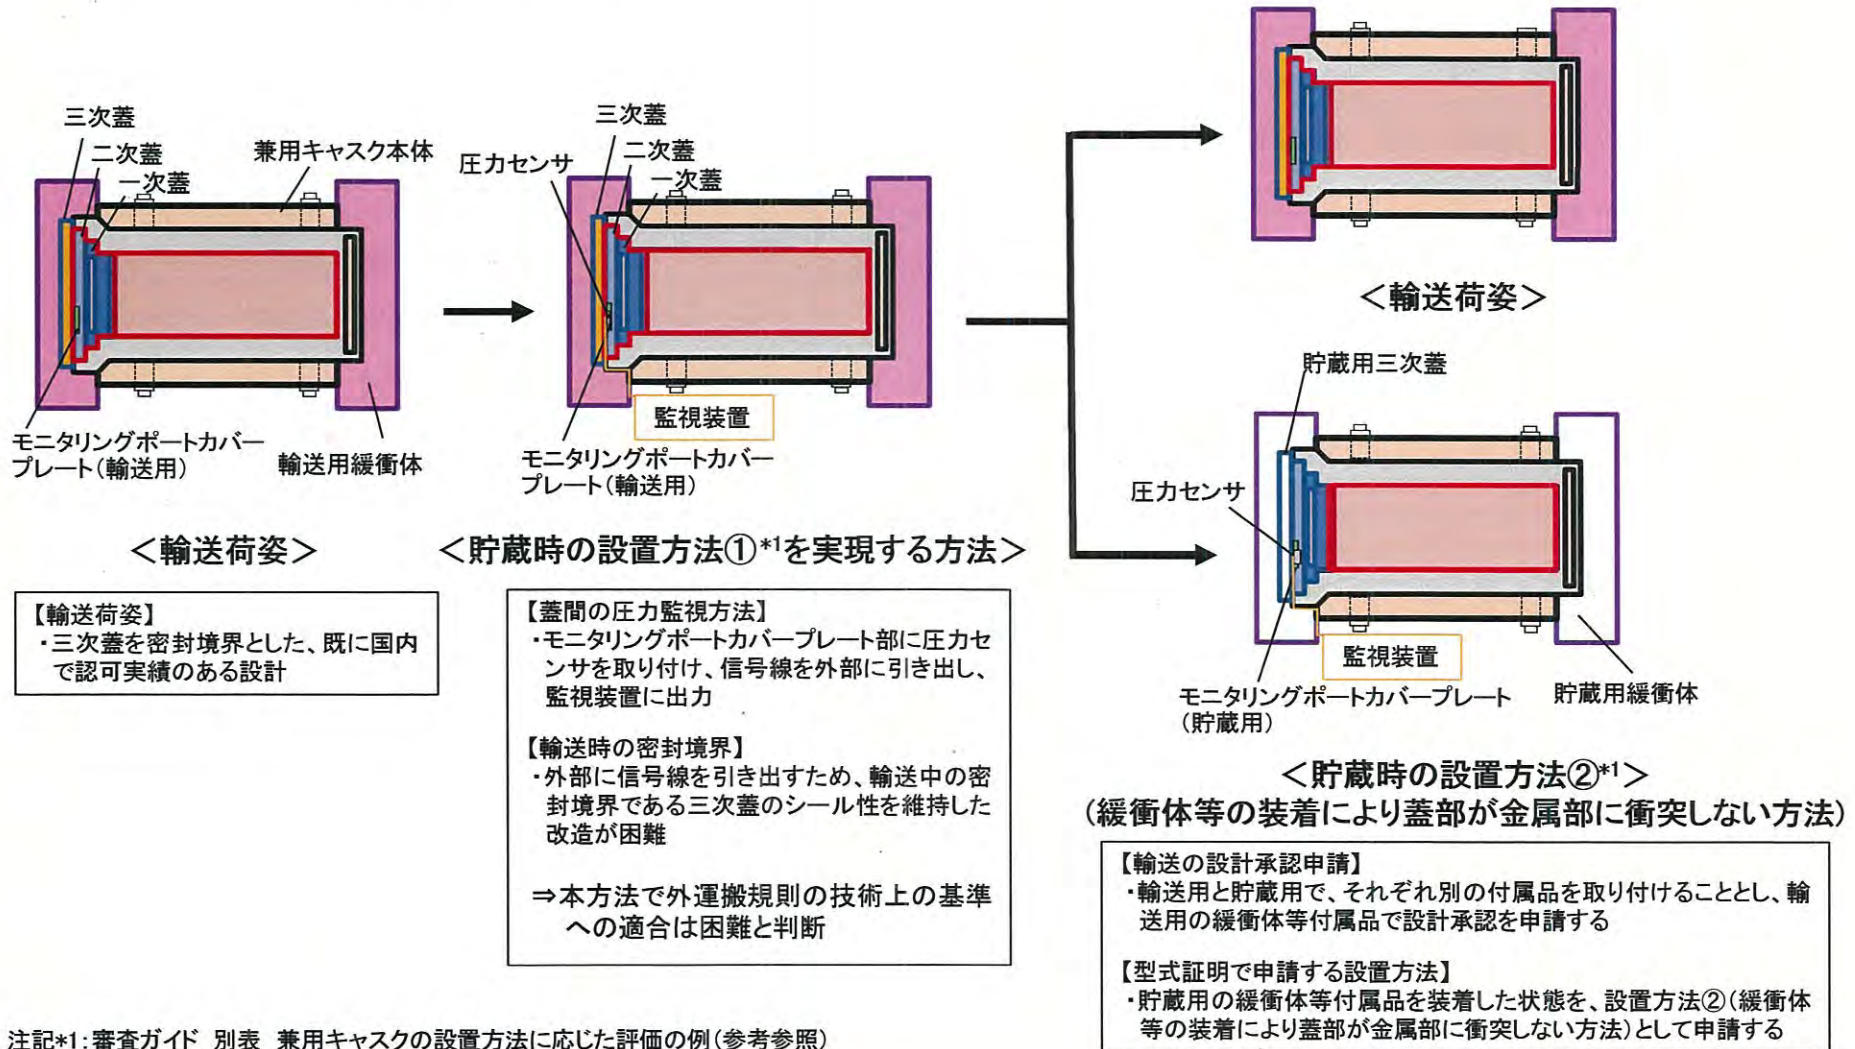 三次蓋
二次蓋
一次蓋
兼用キャスク本体
モニタリングポートカバー
プレート(輸送用)
輸送用緩衝体
<輸送荷姿>
【輸送荷姿】
・三次蓋を密封境界とした、既に国内
で認可実績のある設計
三次蓋
二次蓋
一次蓋
圧力センサ
監視装置
モニタリングポートカバー
プレート(輸送用)
<貯蔵時の設置方法①*1を実現する方法>
【蓋間の圧力監視方法】
・モニタリングポートカバープレート部に圧力セ
ンサを取り付け、信号線を外部に引き出し、
監視装置に出力
【輸送時の密封境界】
・外部に信号線を引き出すため、輸送中の密
封境界である三次蓋のシール性を維持した
改造が困難
⇒本方法で外運搬規則の技術上の基準
への適合は困難と判断
<輸送荷姿>
貯蔵用三次蓋
圧力センサ
監視装置
モニタリングポートカバープレート
(貯蔵用)
貯蔵用緩衝体
<貯蔵時の設置方法②*1>
(緩衝体等の装着により蓋部が金属部に衝突しない方法)
【輸送の設計承認申請】
・輸送用と貯蔵用で、それぞれ別の付属品を取り付けることとし、輸
送用の緩衝体等付属品で設計承認を申請する
【型式証明で申請する設置方法】
・貯蔵用の緩衝体等付属品を装着した状態を、設置方法②(緩衝体
等の装着により蓋部が金属部に衝突しない方法)として申請する
注記*1:審査ガイド 別表 兼用キャスクの設置方法に応じた評価の例(参考参照)